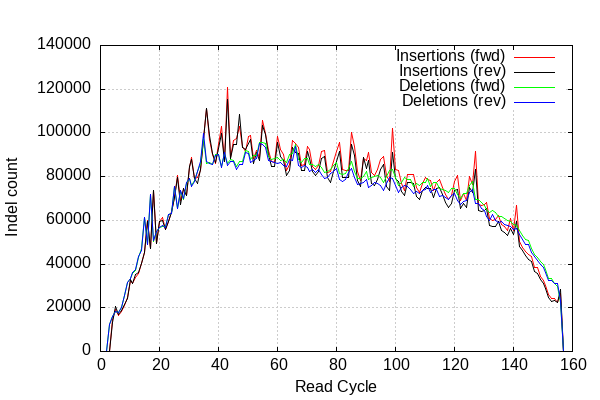 140000
Insertions (fwd)
Insertions (rev)
Deletions (fwd)
Deletions (rev)
120000
100000
80000
60000
40000
20000
0
Indel count
0 20 40 60 80 100 120 140 160
Read Cycle